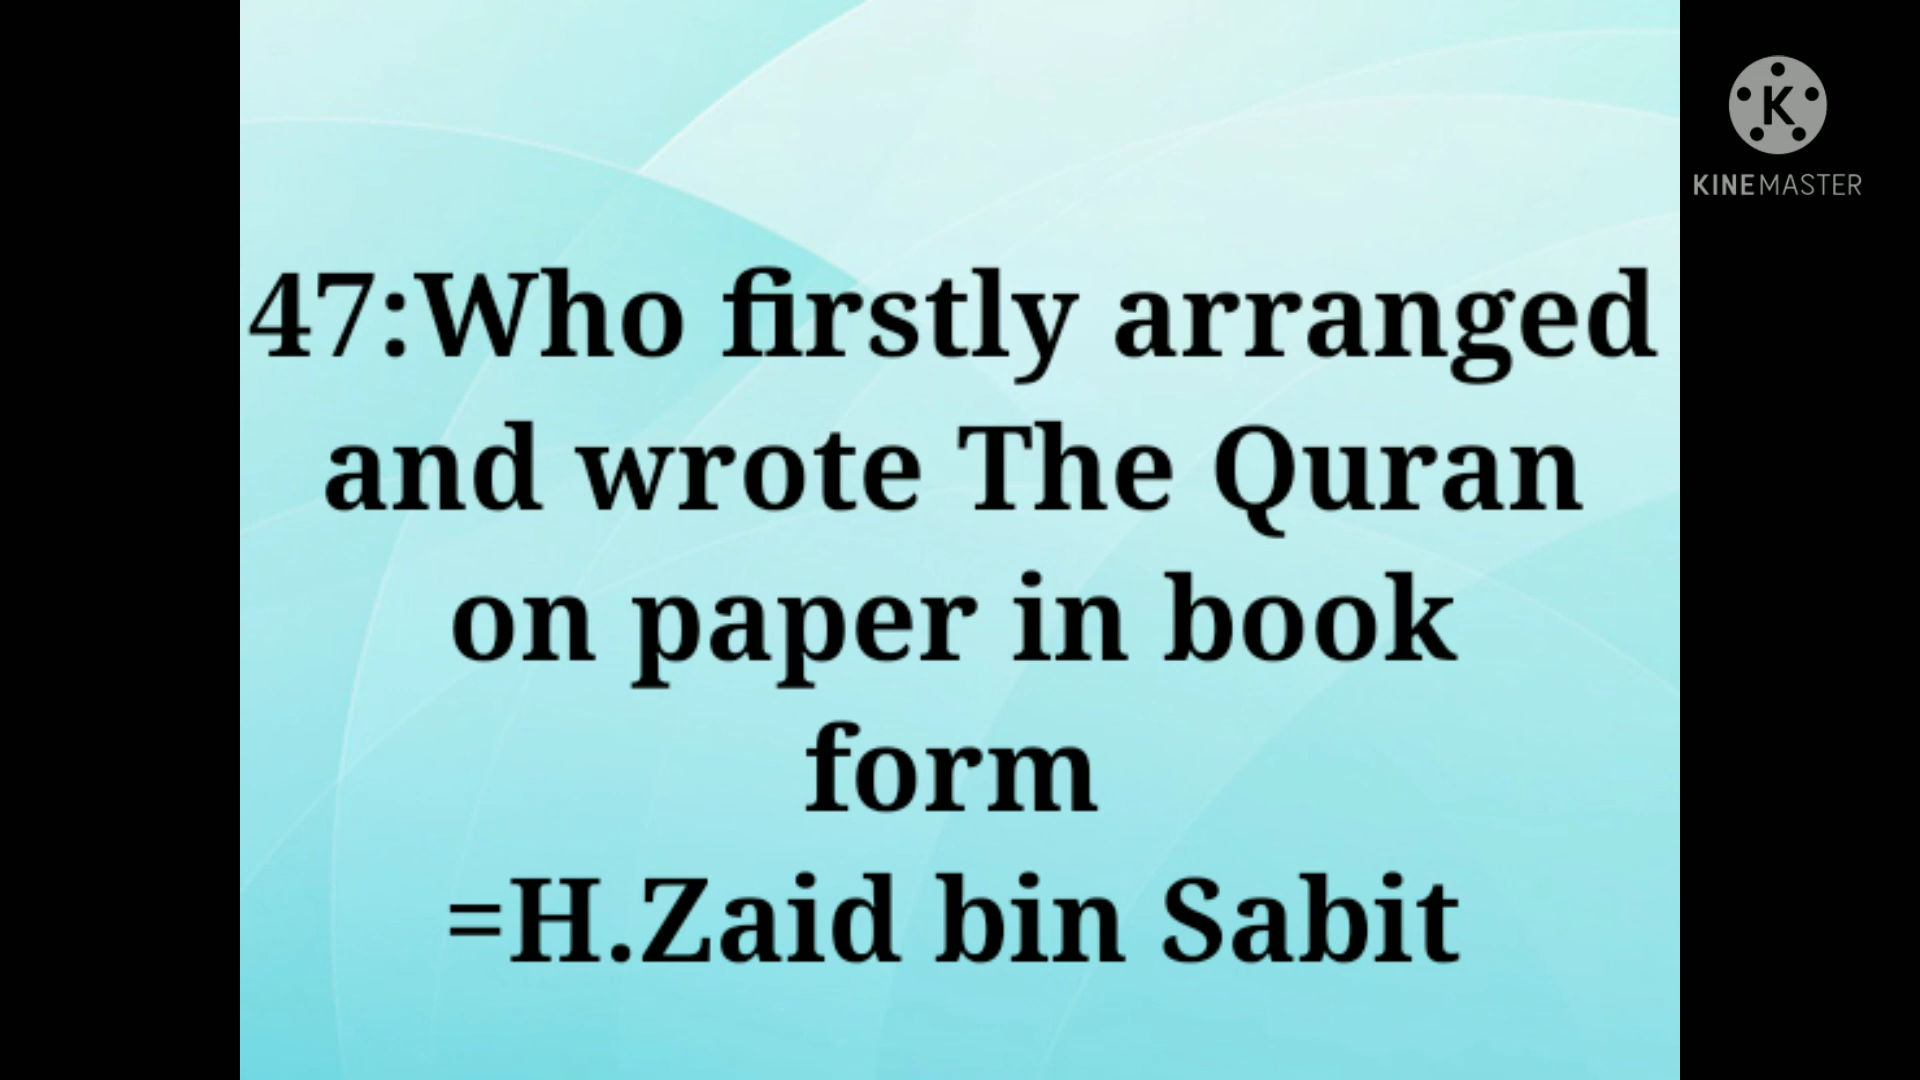 47:Who firstly arranged
and wrote The Quran
on paper in book
form
=H.Zaid bin Sabit
K
KINEMASTER